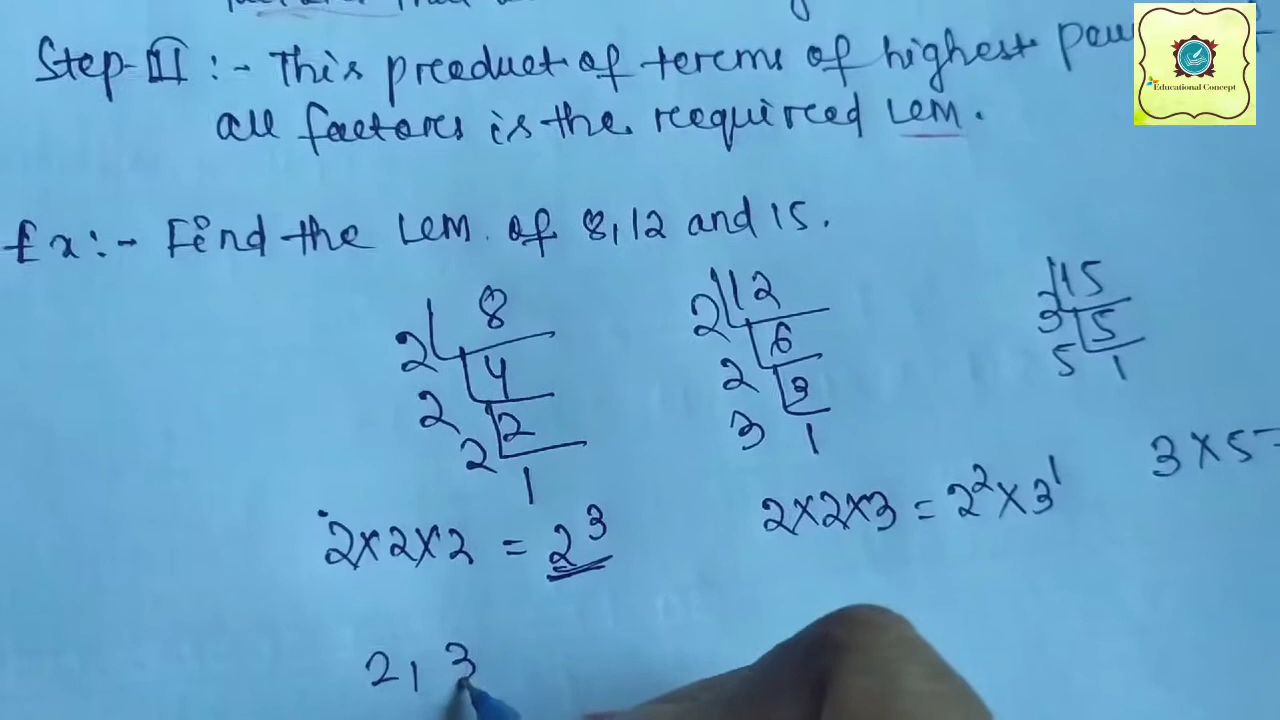 Step-II :- This product of terms of highest
all factors is the required LCM.
Educational Concept
Ex:- Find the LCM. of 8, 12 and 15.
2 8
2 4
2 2
1
2 12
2 6
3 3
1
3 15
5 5
1
2×2×2 = 2³
2×2×3 = 2²×3¹
3×5=
2, 3